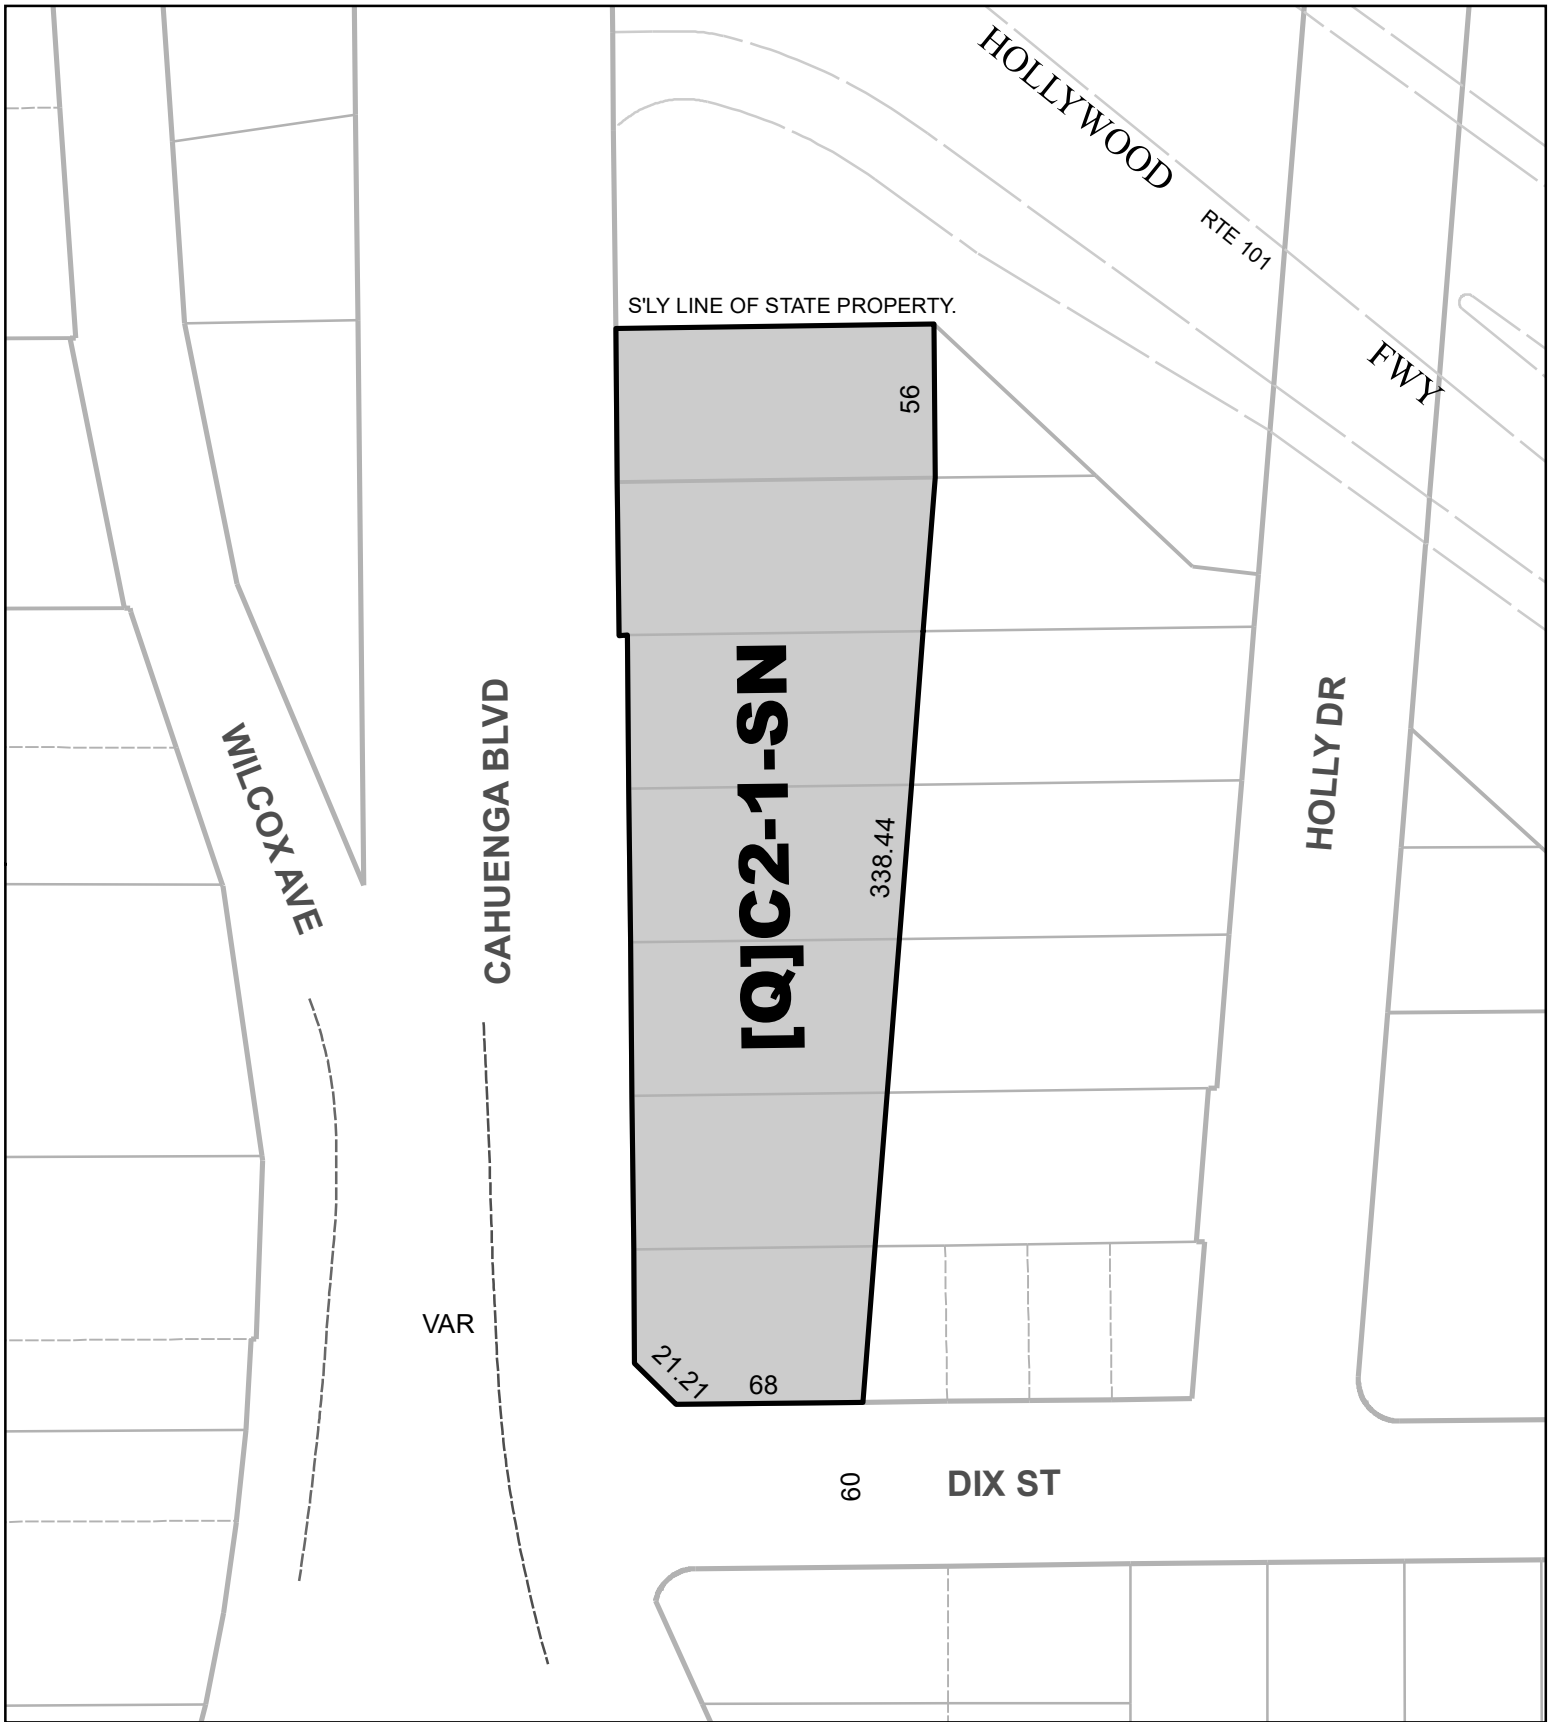 HOLLYWOOD
RTE 101
FWY
S'LY LINE OF STATE PROPERTY.
56
WILCOX AVE
CAHUENGA BLVD
[Q]C2-1-SN
338.44
HOLLY DR
VAR
21.21
68
60
DIX ST